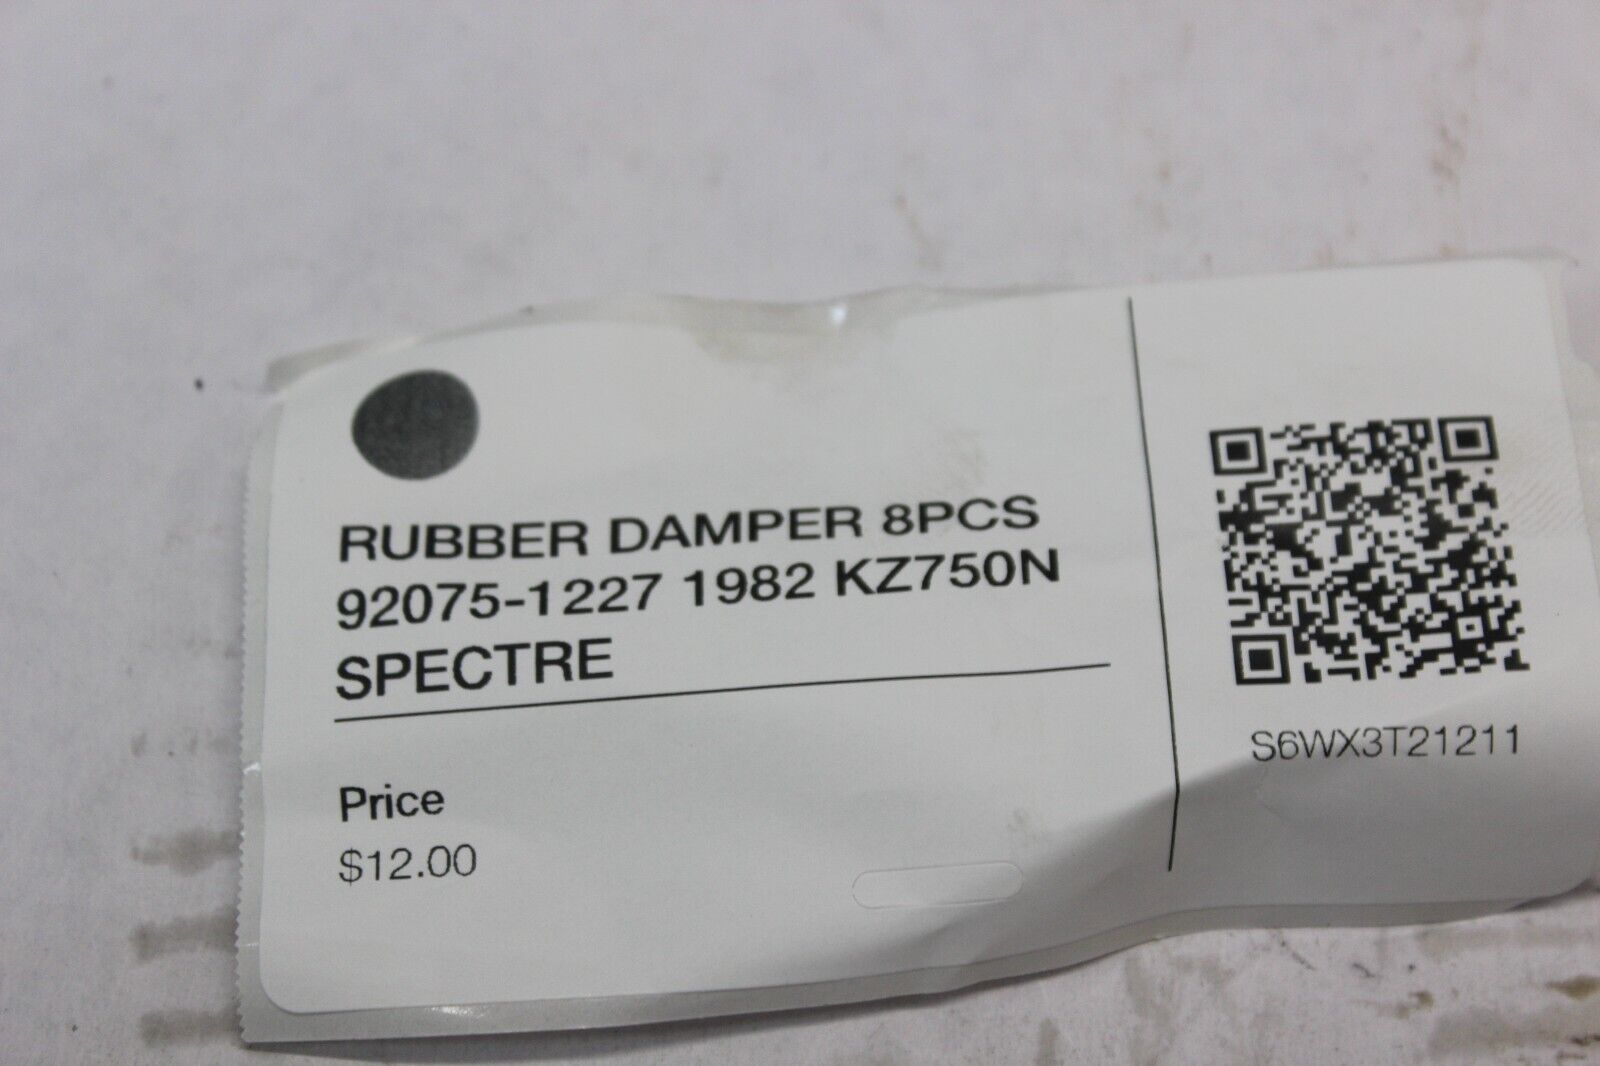 RUBBER DAMPER 8PCS
92075-1227 1982 KZ750N
SPECTRE
Price
$12.00
S6WX3T21211